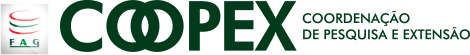 FAG
COOPEX
COORDENAÇÃO
DE PESQUISA E EXTENSÃO